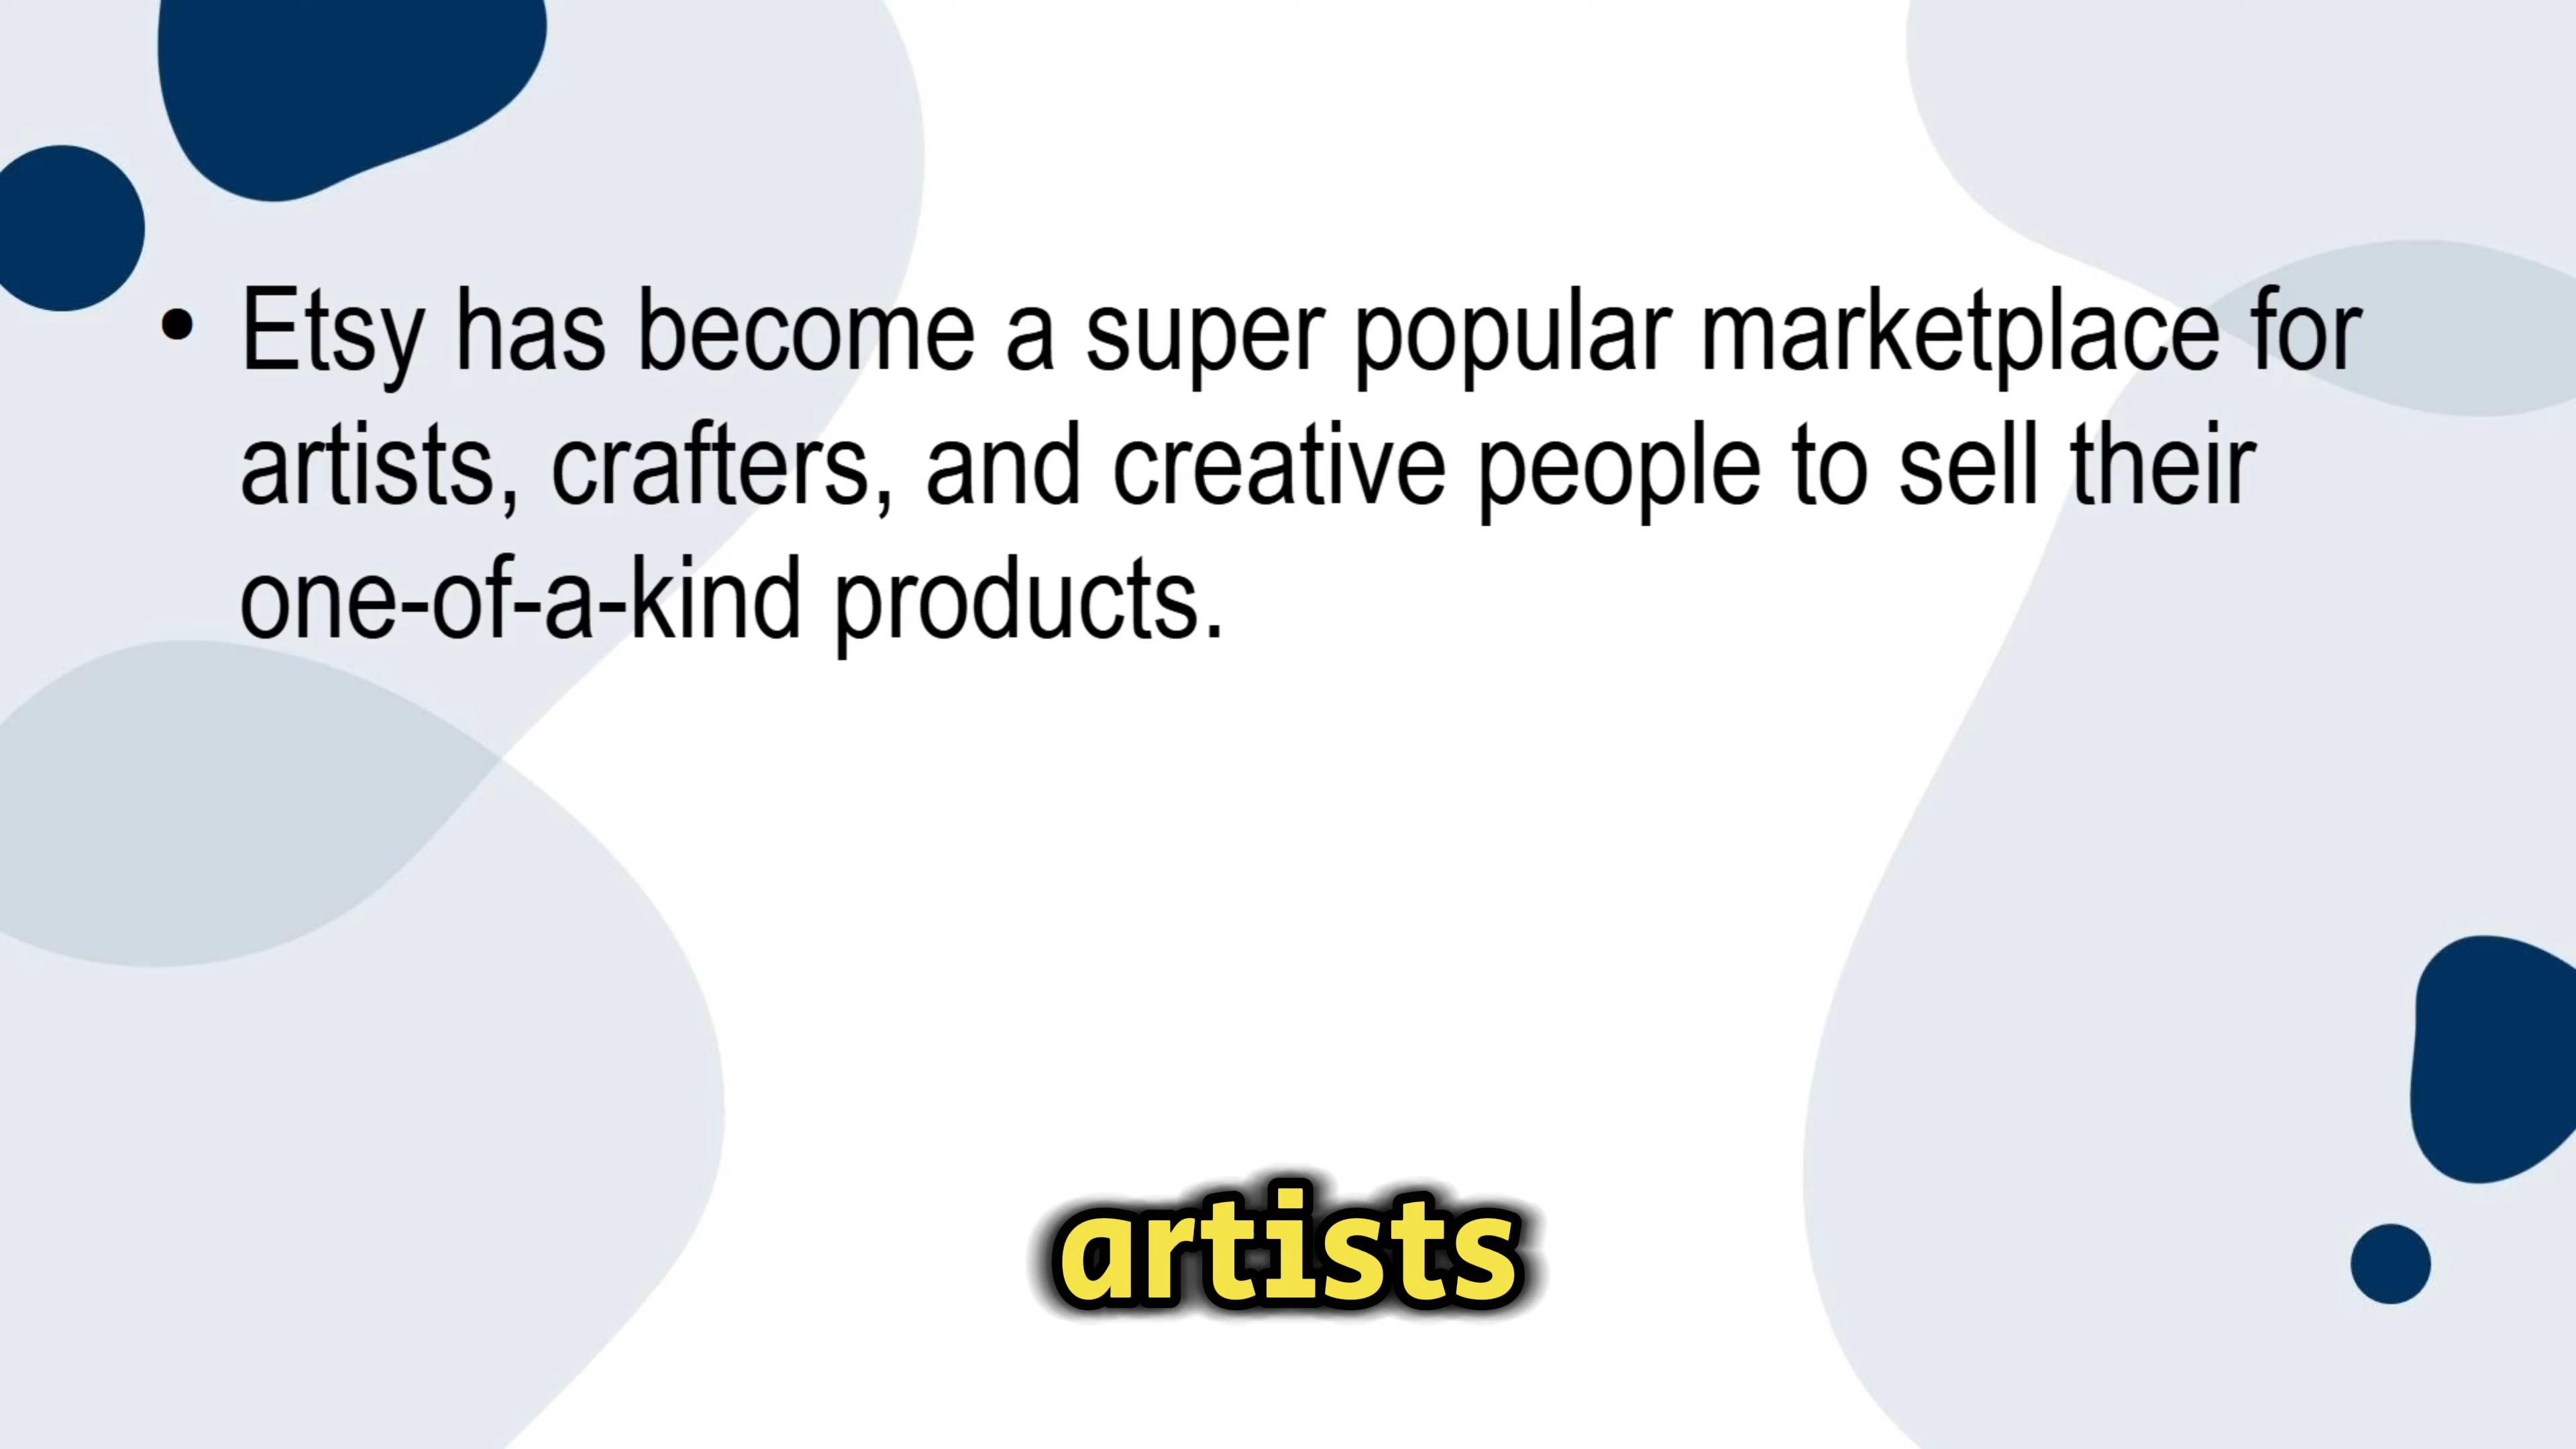 • Etsy has become a super popular marketplace for
artists, crafters, and creative people to sell their
one-of-a-kind products.
artists